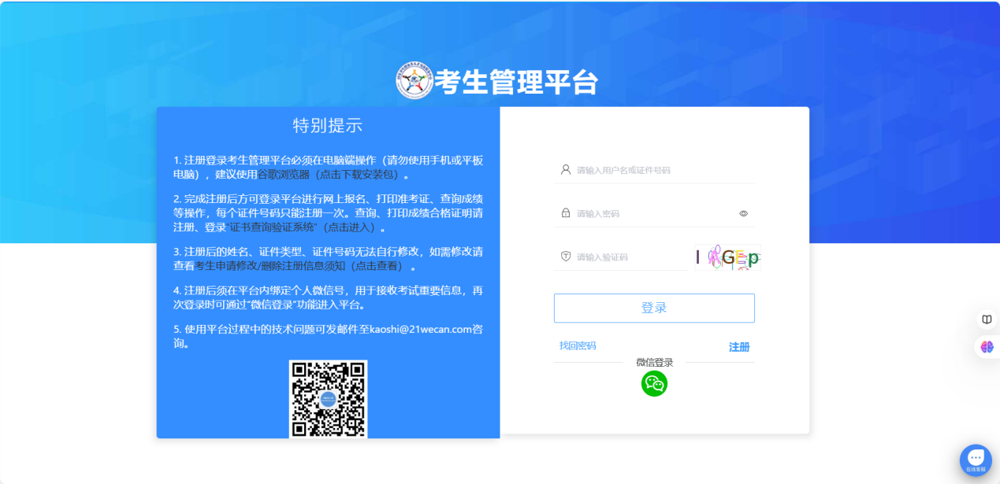 考生管理平台
特别提示
1. 注册登录考生管理平台必须在电脑端操作（请勿使用手机或平板
电脑），建议使用谷歌浏览器（点击下载安装包）。
2. 完成注册后方可登录平台进行网上报名、打印准考证、查询成绩
等操作，每个证件号码只能注册一次。查询、打印成绩合格证明请
注册、登录“证书查询验证系统”（点击进入）。
3. 注册后的姓名、证件类型、证件号码无法自行修改，如需修改请
查看考生申请修改/删除注册信息须知（点击查看） 。
4. 注册后须在平台内绑定个人微信号，用于接收考试重要信息，再
次登录时可通过“微信登录”功能进入平台。
5. 使用平台过程中的技术问题可发邮件至kaoshi@21wecan.com咨
询。
请输入用户名或证件号码
请输入密码
请输入验证码
I A G E p
登录
找回密码
注册
微信登录
在线客服